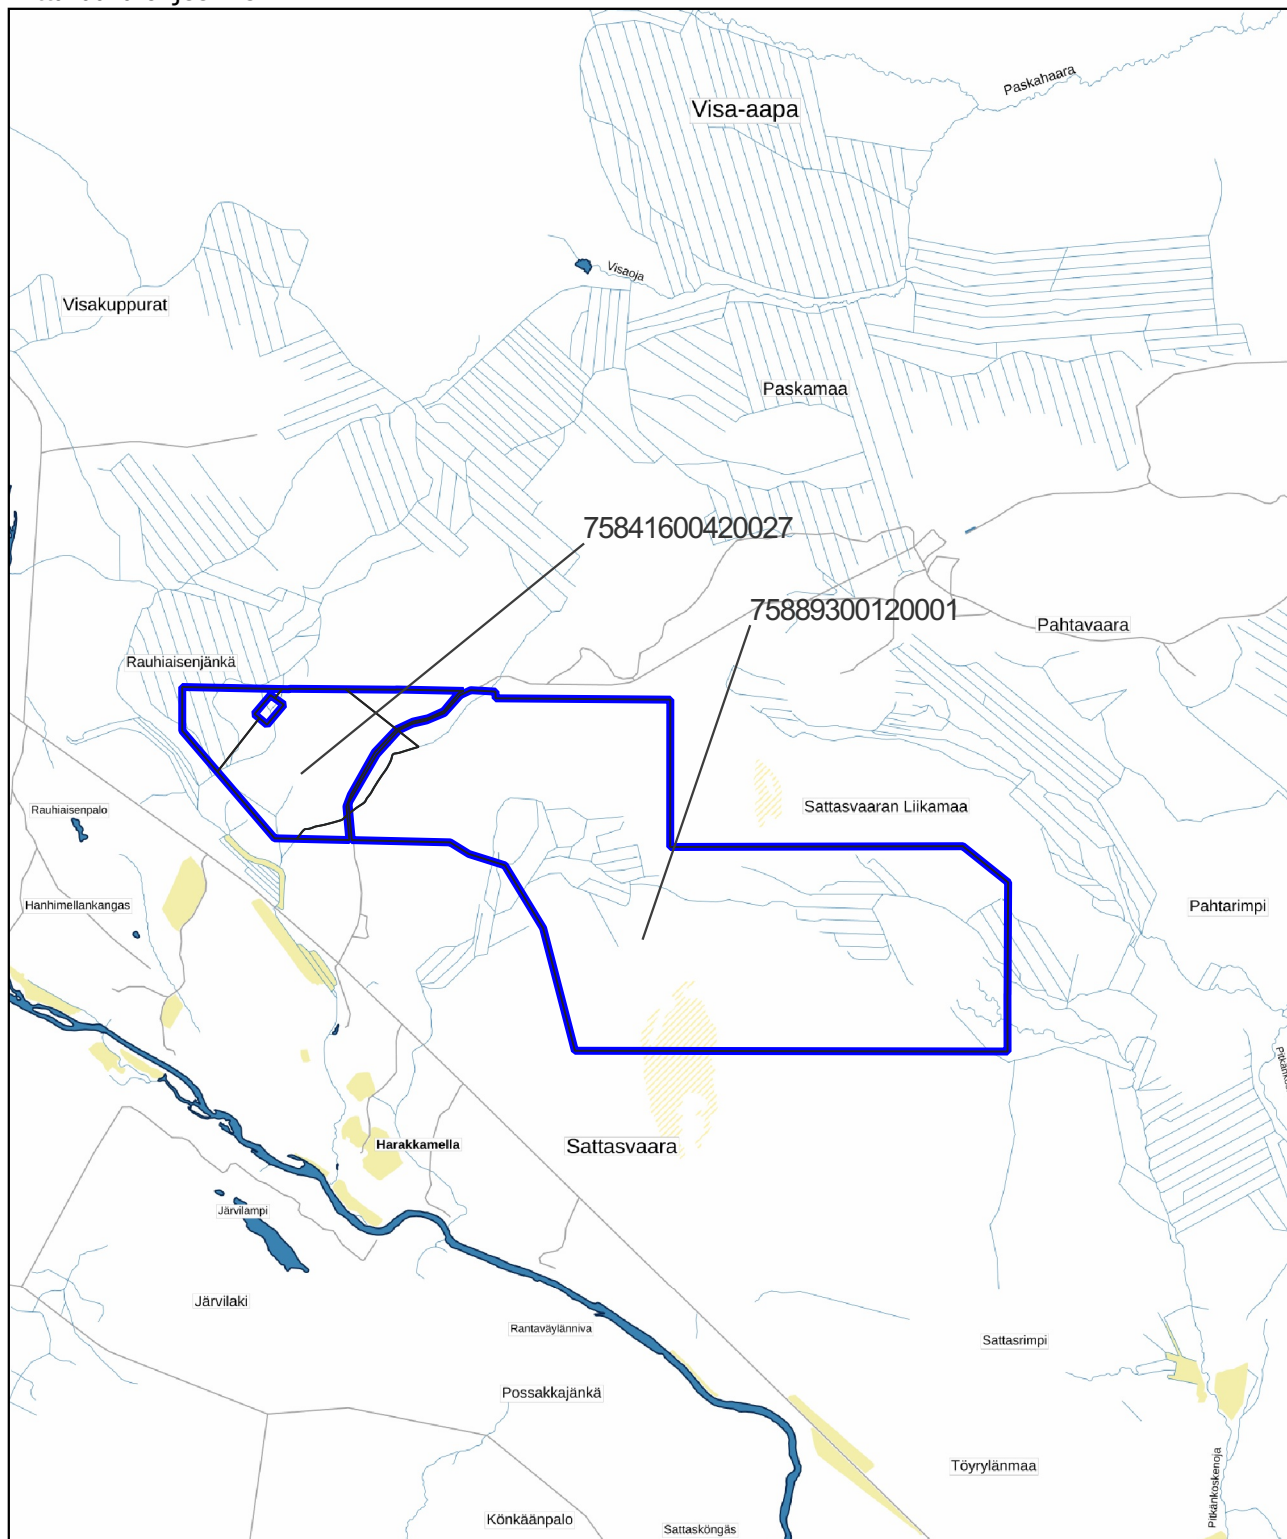 Paskahaara
Visa-aapa
Visaoja
Visakuppurat
Paskamaa
75841600420027
75889300120001
Pahtavaara
Rauhiaisenjänkä
Sattasvaaran Liikamaa
Rauhiaisenpalo
Hanhimellankangas
Pahtarimpi
Harakkamella
Sattasvaara
Järvilampi
Järvilaki
Rantaväylänniva
Sattasrimpi
Possakkajänkä
Töyrylänmaa
Pitkänkoskenoja
Könkäänpalo
Sattasköngäs